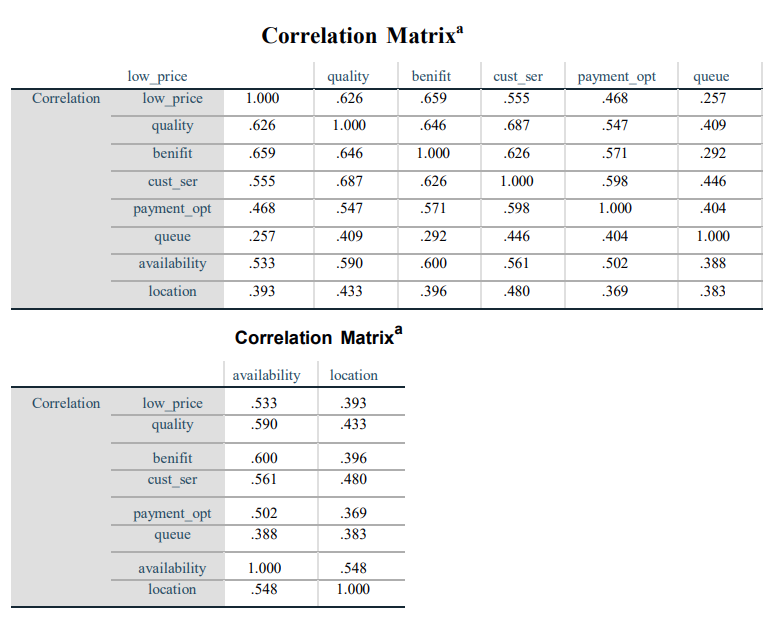 Correlation Matrixa
low_price quality benifit cust_ser payment_opt queue
Correlation low_price 1.000 .626 .659 .555 .468 .257
quality .626 1.000 .646 .687 .547 .409
benifit .659 .646 1.000 .626 .571 .292
cust_ser .555 .687 .626 1.000 .598 .446
payment_opt .468 .547 .571 .598 1.000 .404
queue .257 .409 .292 .446 .404 1.000
availability .533 .590 .600 .561 .502 .388
location .393 .433 .396 .480 .369 .383
Correlation Matrixa
availability location
Correlation low_price .533 .393
quality .590 .433
benifit .600 .396
cust_ser .561 .480
payment_opt .502 .369
queue .388 .383
availability 1.000 .548
location .548 1.000